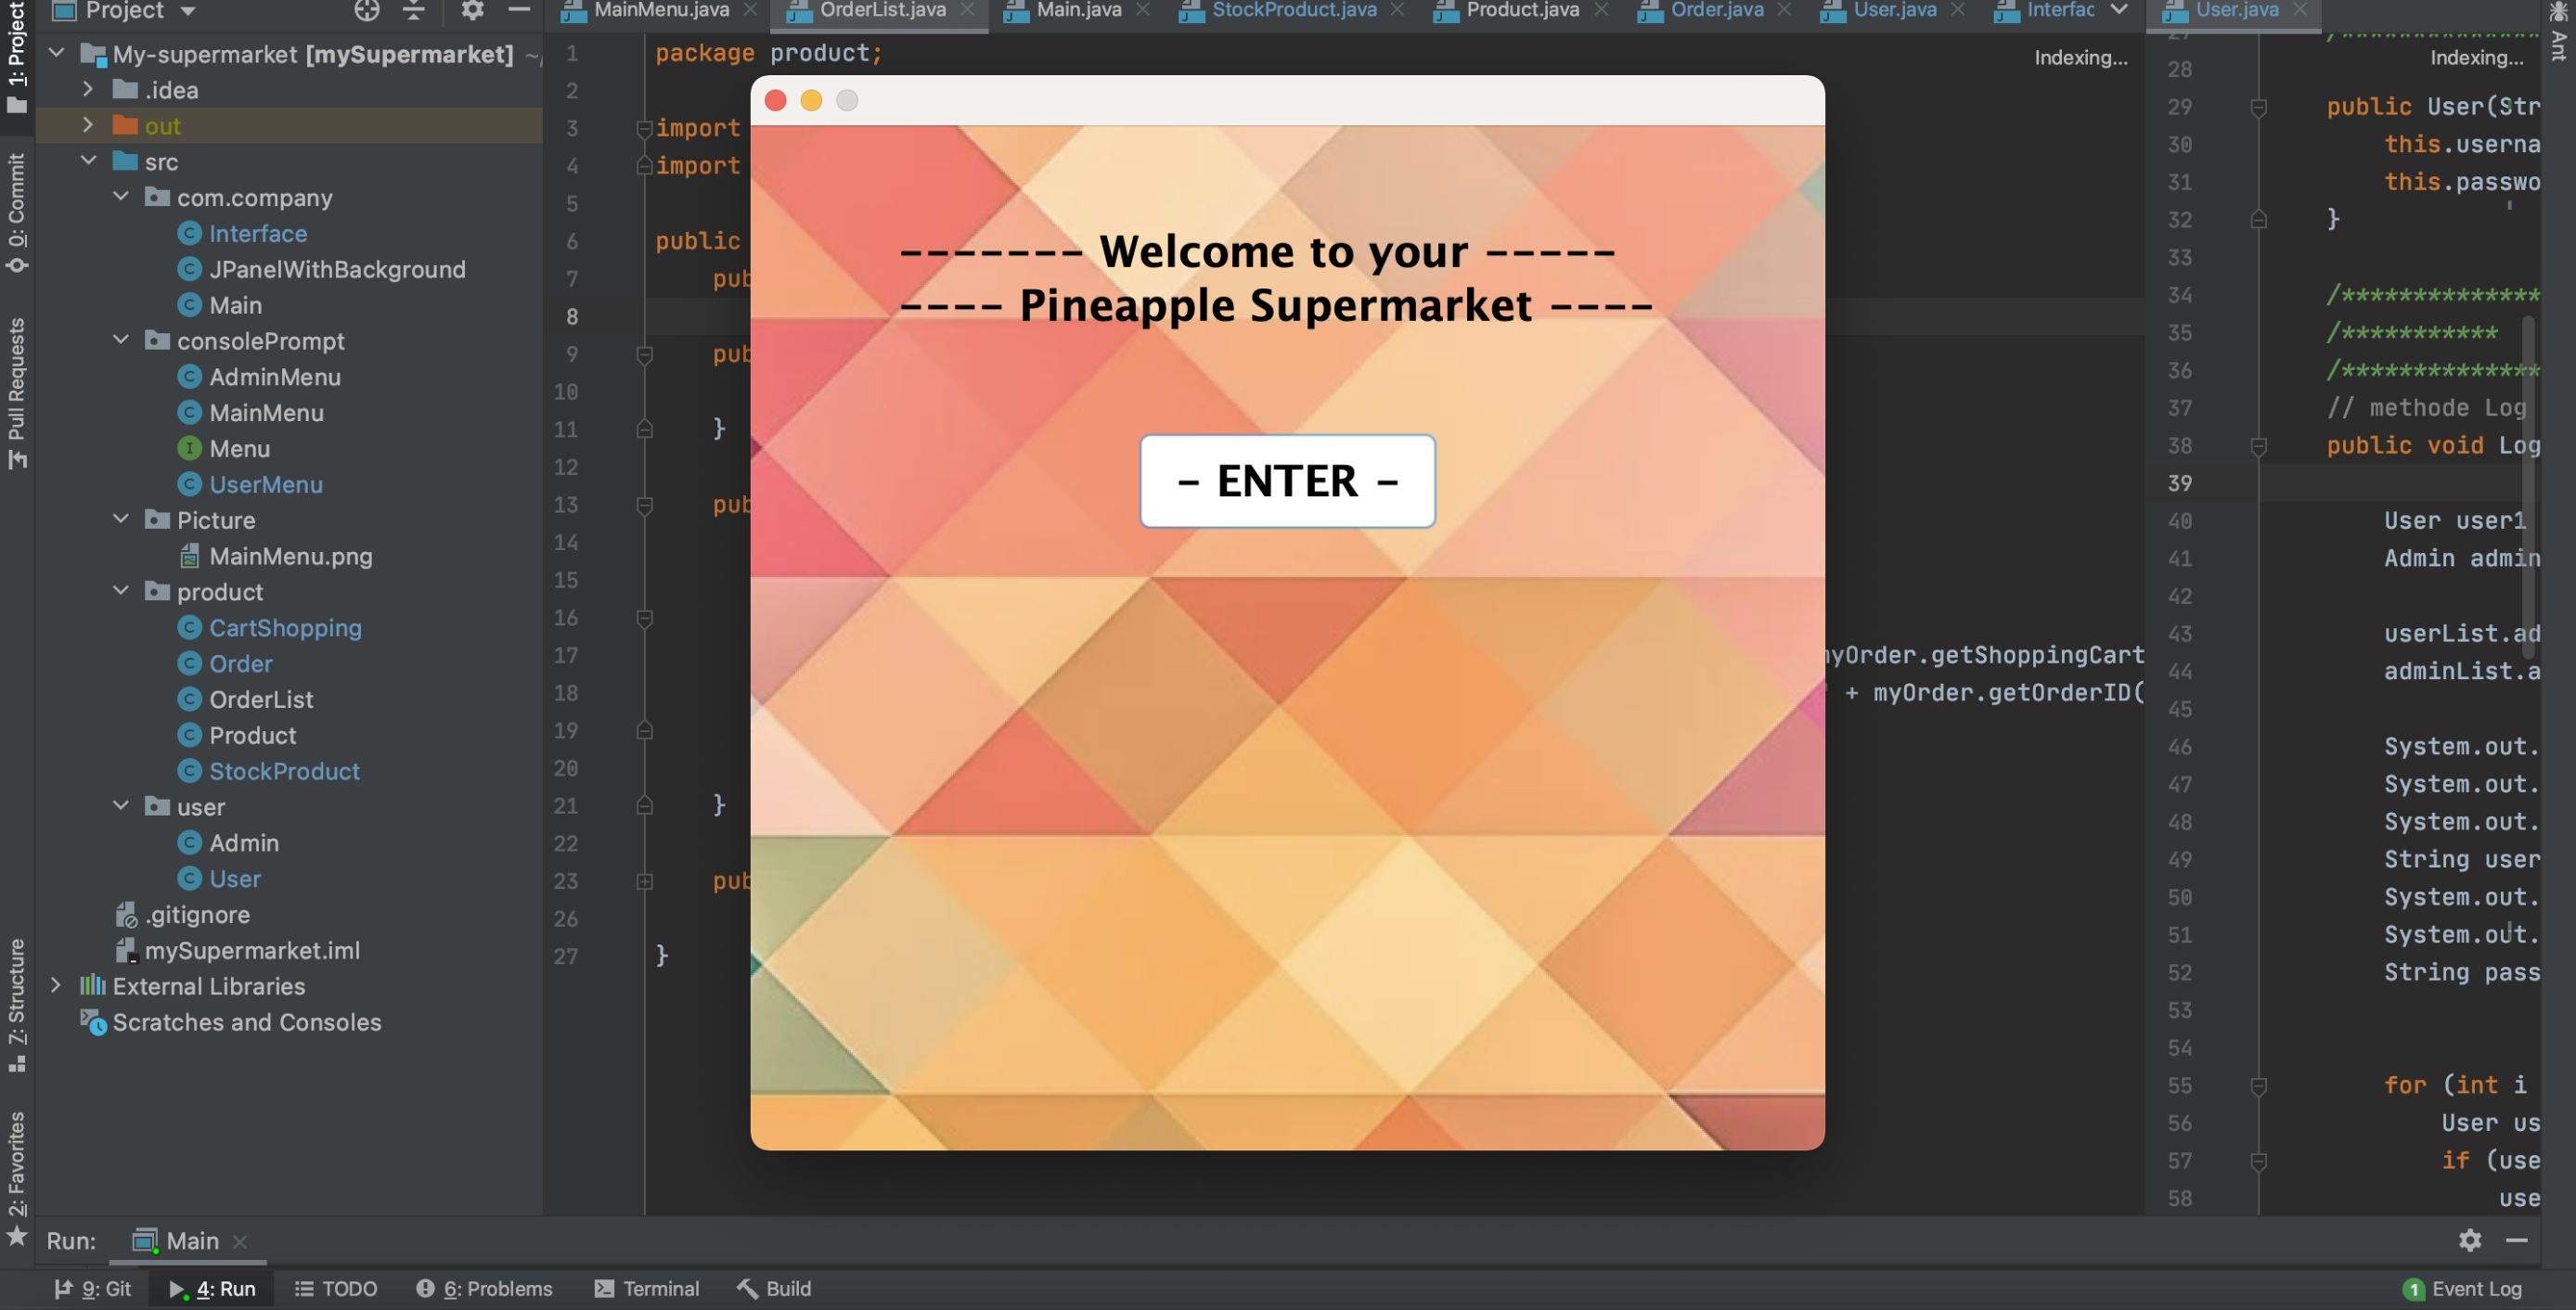 Project
MainMenu.java
OrderList.java
Main.java
StockProduct.java
Product.java
Order.java
User.java
Interfac
User.java
1: Project
0: Commit
Pull Requests
7: Structure
2: Favorites
Ant
My-supermarket [mySupermarket] ~/
.idea
out
src
com.company
Interface
JPanelWithBackground
Main
consolePrompt
AdminMenu
MainMenu
Menu
UserMenu
Picture
MainMenu.png
product
CartShopping
Order
OrderList
Product
StockProduct
user
Admin
User
.gitignore
mySupermarket.iml
External Libraries
Scratches and Consoles
1 package product;
Indexing...
2
3 import
4 import
5
6 public
7 pub
8
9 pub
10
11 }
12
13 pub
14
15
16
17 myOrder.getShoppingCart
18 + myOrder.getOrderID(
19
20
21 }
22
23 pub
26
27 }
------- Welcome to your -----
---- Pineapple Supermarket ----
- ENTER -
27 /**************
Indexing...
28
29 public User(Str
30 this.userna
31 this.passwo
32 }
33
34 /**************
35 /***********
36 /**************
37 // methode Log
38 public void Log
39
40 User user1
41 Admin admin
42
43 userList.ad
44 adminList.a
45
46 System.out.
47 System.out.
48 System.out.
49 String user
50 System.out.
51 System.out.
52 String pass
53
54
55 for (int i
56 User us
57 if (use
58 use
Run: Main
9: Git
4: Run
TODO
6: Problems
Terminal
Build
1 Event Log